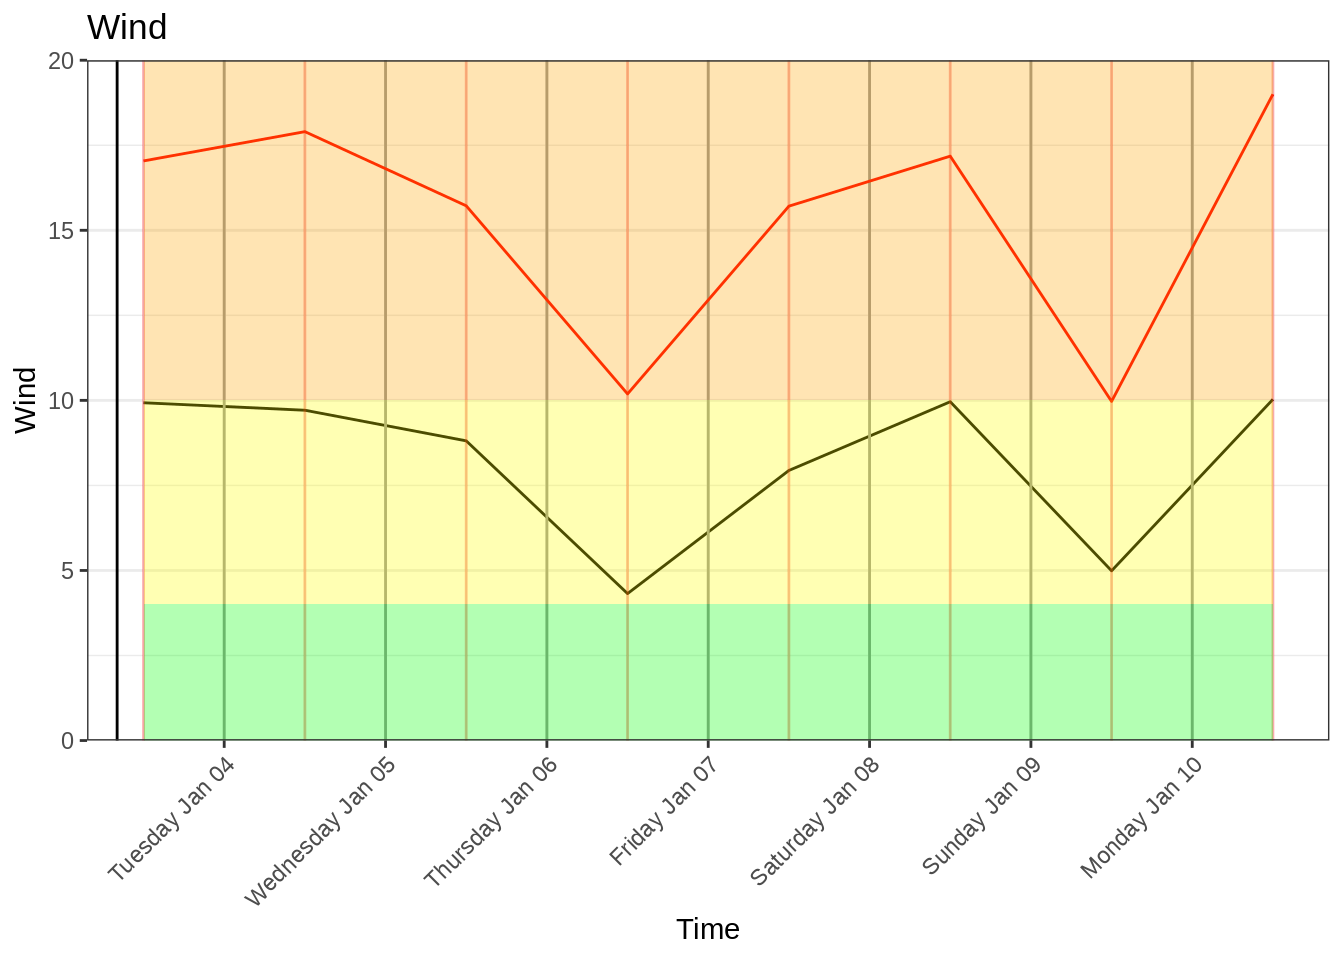 Wind
20
15
10
5
0
Wind
Tuesday Jan 04
Wednesday Jan 05
Thursday Jan 06
Friday Jan 07
Saturday Jan 08
Sunday Jan 09
Monday Jan 10
Time